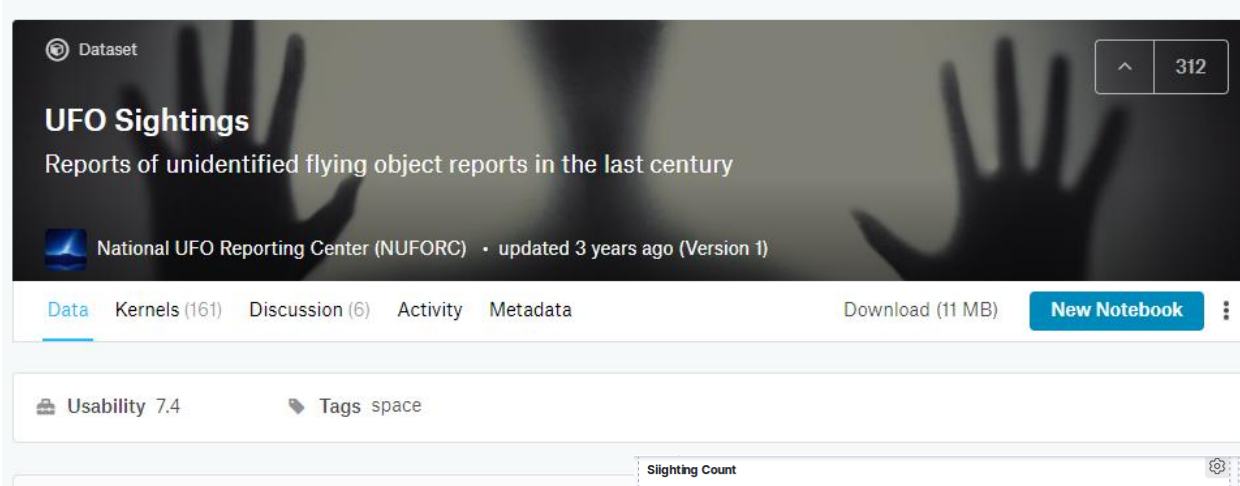 Dataset
312
UFO Sightings
Reports of unidentified flying object reports in the last century
National UFO Reporting Center (NUFORC) • updated 3 years ago (Version 1)
Data Kernels (161) Discussion (6) Activity Metadata Download (11 MB) New Notebook
Usability 7.4 Tags space
Siighting Count